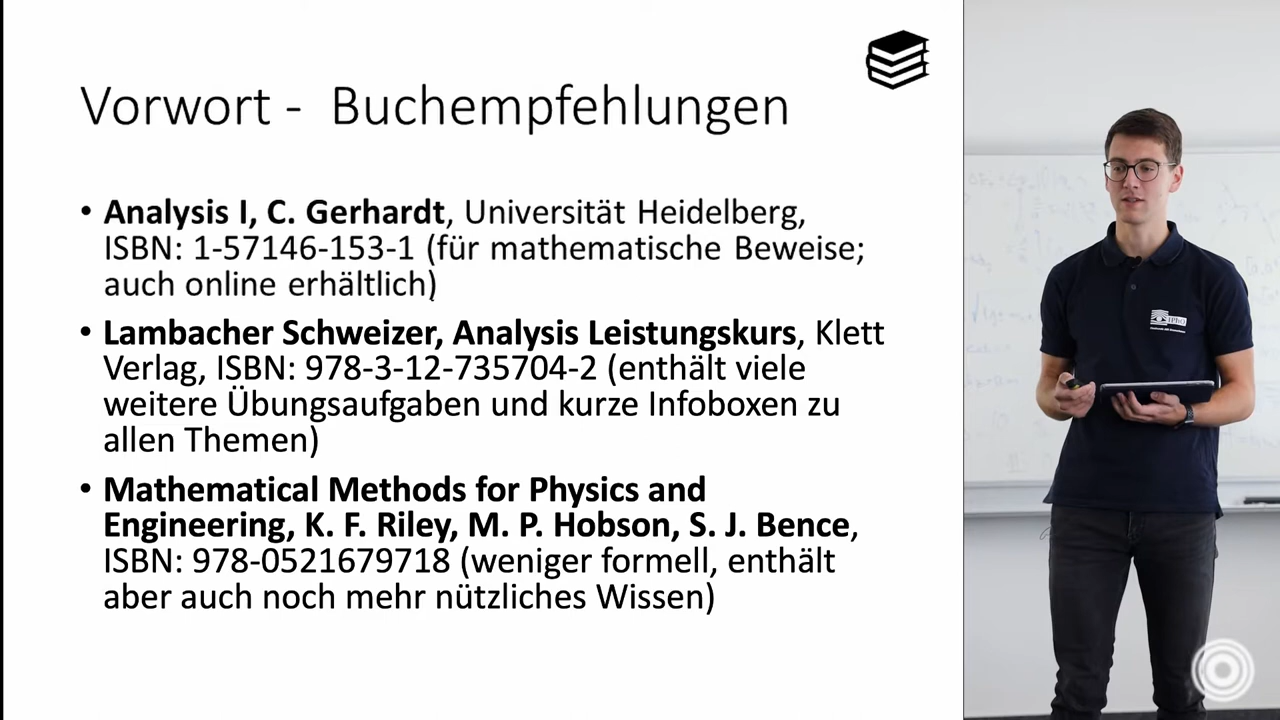 Vorwort - Buchempfehlungen
• Analysis I, C. Gerhardt, Universität Heidelberg,
ISBN: 1-57146-153-1 (für mathematische Beweise;
auch online erhältlich)
• Lambacher Schweizer, Analysis Leistungskurs, Klett
Verlag, ISBN: 978-3-12-735704-2 (enthält viele
weitere Übungsaufgaben und kurze Infoboxen zu
allen Themen)
• Mathematical Methods for Physics and
Engineering, K. F. Riley, M. P. Hobson, S. J. Bence,
ISBN: 978-0521679718 (weniger formell, enthält
aber auch noch mehr nützliches Wissen)